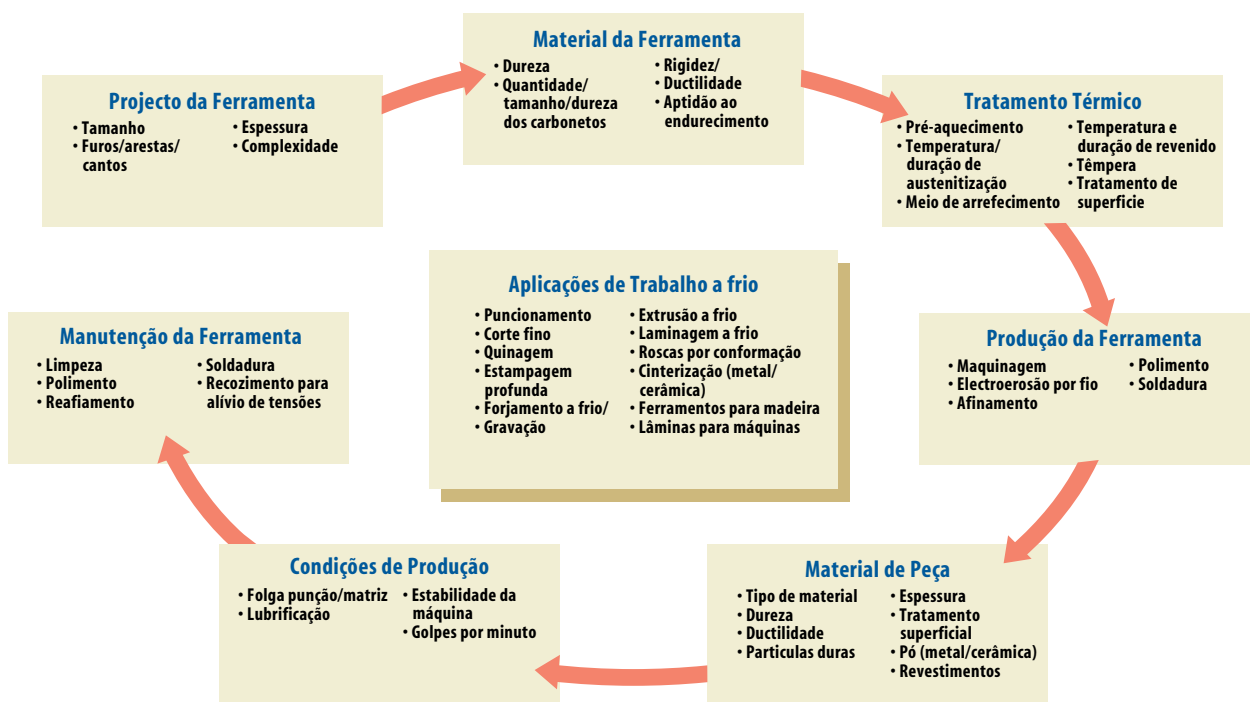 Material da Ferramenta
• Dureza
• Quantidade/
tamanho/dureza
dos carbonetos
• Rigidez/
• Ductilidade
• Aptidão ao
endurecimento
Projecto da Ferramenta
• Tamanho
• Furos/arestas/
cantos
• Espessura
• Complexidade
Tratamento Térmico
• Pré-aquecimento
• Temperatura/
duração de
austenitização
• Meio de arrefecimento
• Temperatura e
duração de revenido
• Têmpera
• Tratamento de
superficie
Aplicações de Trabalho a frio
• Puncionamento
• Corte fino
• Quinagem
• Estampagem
profunda
• Forjamento a frio/
• Gravação
• Extrusão a frio
• Laminagem a frio
• Roscas por conformação
• Cinterização (metal/
cerâmica)
• Ferramentos para madeira
• Lâminas para máquinas
Manutenção da Ferramenta
• Limpeza
• Polimento
• Reafiamento
• Soldadura
• Recozimento para
alívio de tensões
Produção da Ferramenta
• Maquinagem
• Electroerosão por fio
• Afinamento
• Polimento
• Soldadura
Condições de Produção
• Folga punção/matriz
• Lubrificação
• Estabilidade da
máquina
• Golpes por minuto
Material de Peça
• Tipo de material
• Dureza
• Ductilidade
• Particulas duras
• Espessura
• Tratamento
superficial
• Pó (metal/cerâmica)
• Revestimentos